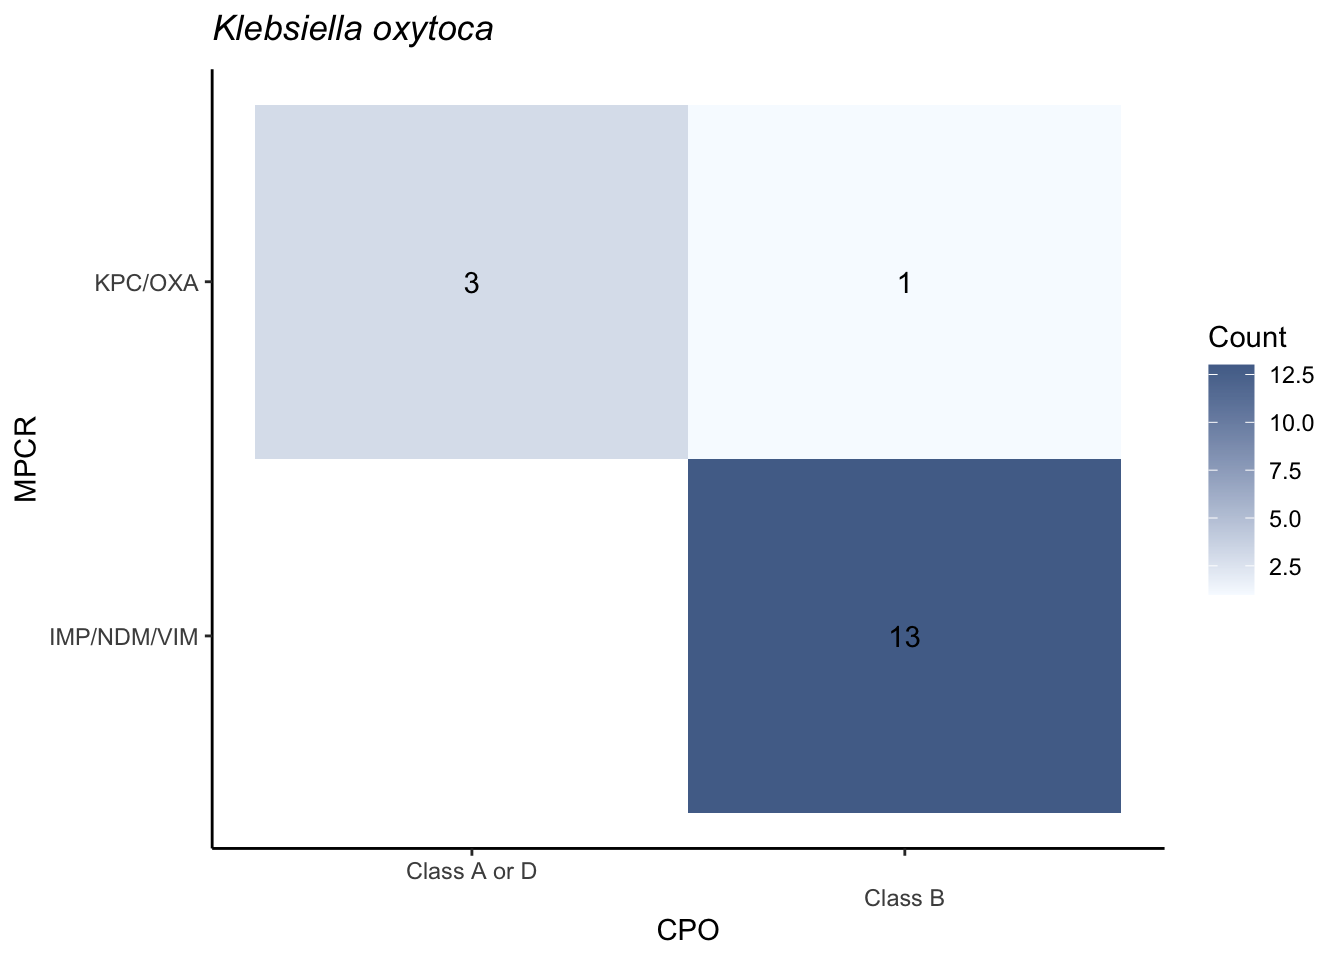 Klebsiella oxytoca
MPCR
KPC/OXA
3
1
IMP/NDM/VIM
13
Class A or D
Class B
CPO
Count
12.5
10.0
7.5
5.0
2.5